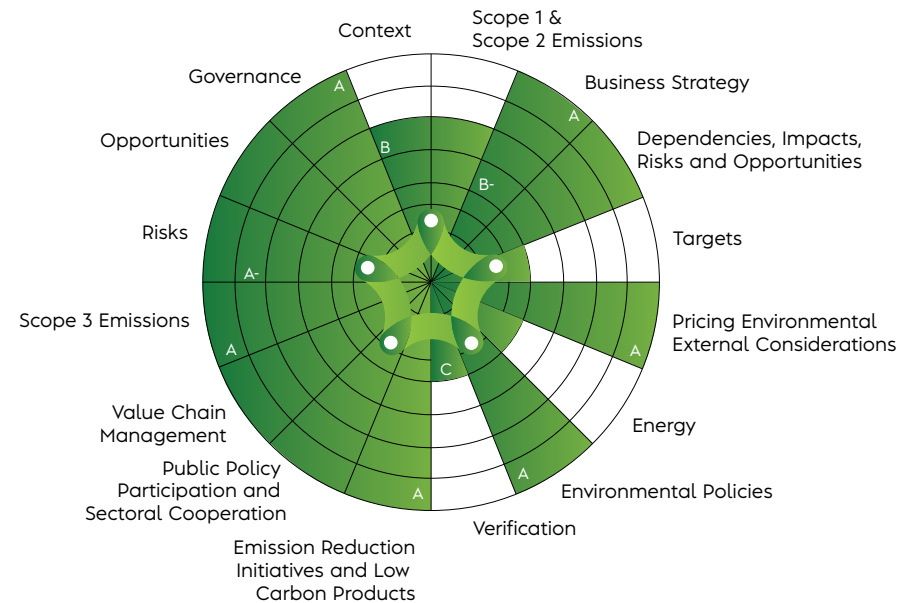 Context
Scope 1 &
Scope 2 Emissions
Governance
A
Business Strategy
A
Opportunities
B
Dependencies, Impacts,
Risks and Opportunities
B-
Risks
Targets
A-
Scope 3 Emissions
A
Pricing Environmental
External Considerations
A
C
Value Chain
Management
Energy
Public Policy
Participation and
Sectoral Cooperation
A
A
Environmental Policies
Verification
Emission Reduction
Initiatives and Low
Carbon Products